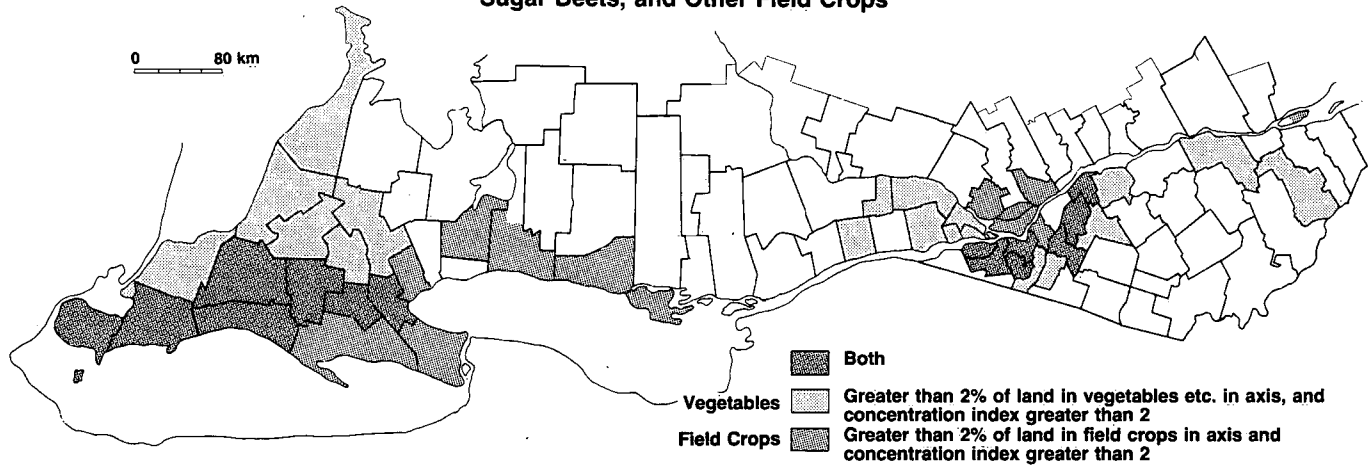 Sugar Beets, and Other Field Crops
0 80 km
Both
Vegetables Greater than 2% of land in vegetables etc. in axis, and
concentration index greater than 2
Field Crops Greater than 2% of land in field crops in axis and
concentration index greater than 2